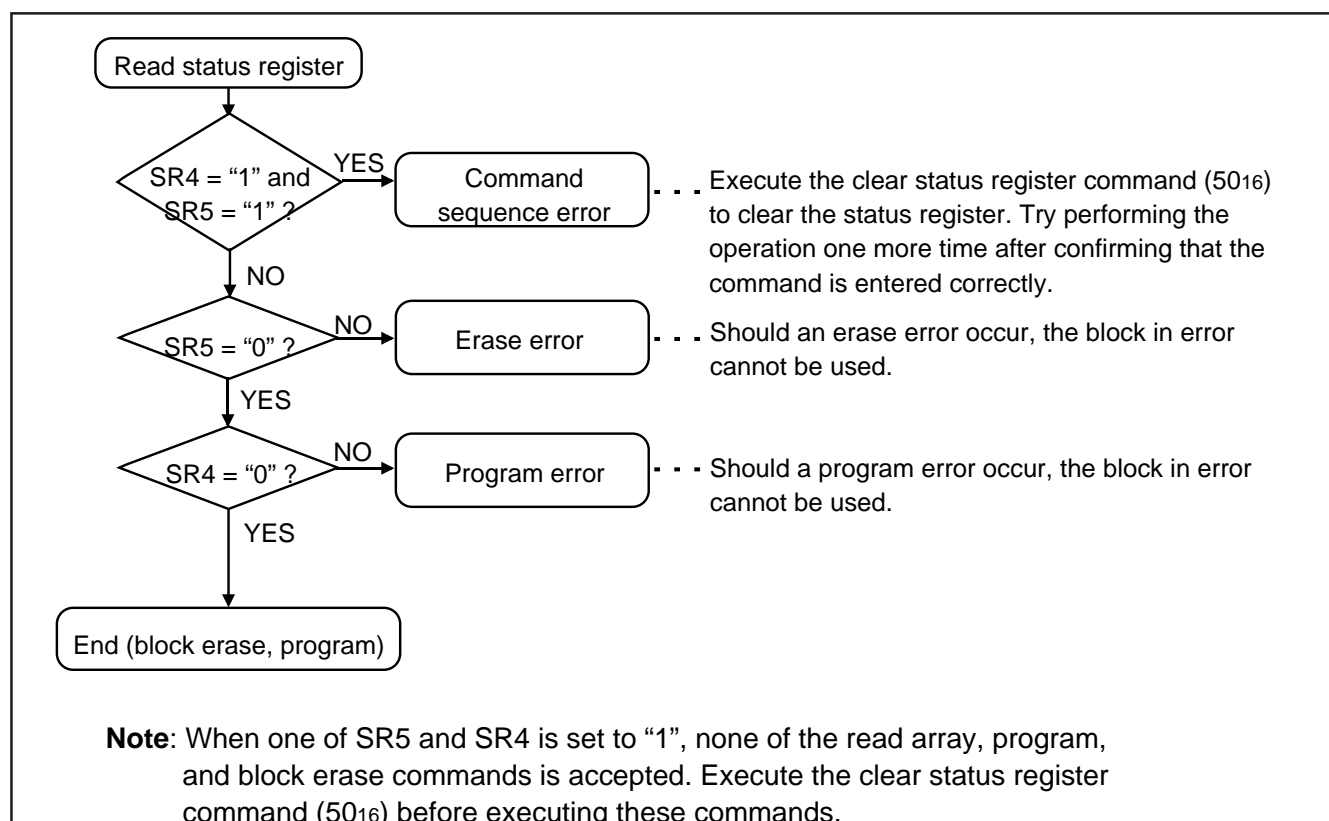 Read status register
SR4 = “1” and
SR5 = “1” ?
YES
Command
sequence error
Execute the clear status register command (5016)
to clear the status register. Try performing the
operation one more time after confirming that the
command is entered correctly.
NO
SR5 = “0” ?
NO
Erase error
Should an erase error occur, the block in error
cannot be used.
YES
SR4 = “0” ?
NO
Program error
Should a program error occur, the block in error
cannot be used.
YES
End (block erase, program)
Note: When one of SR5 and SR4 is set to “1”, none of the read array, program,
and block erase commands is accepted. Execute the clear status register
command (5016) before executing these commands.